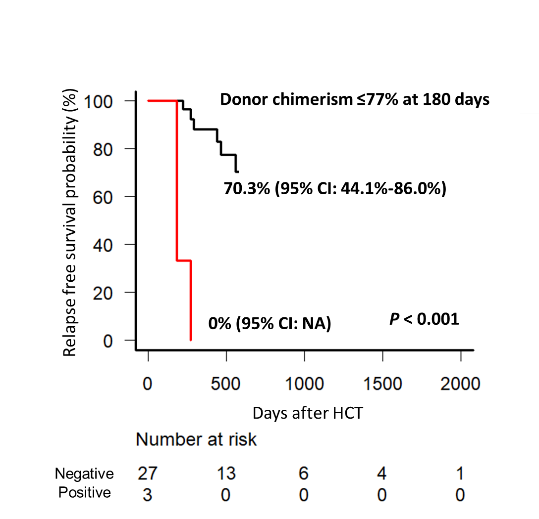 Donor chimerism ≤77% at 180 days
Relapse free survival probability (%)
100
80
60
40
20
0
70.3% (95% CI: 44.1%-86.0%)
0% (95% CI: NA)
P < 0.001
0 500 1000 1500 2000
Days after HCT
Number at risk
Negative 27 13 6 4 1
Positive 3 0 0 0 0